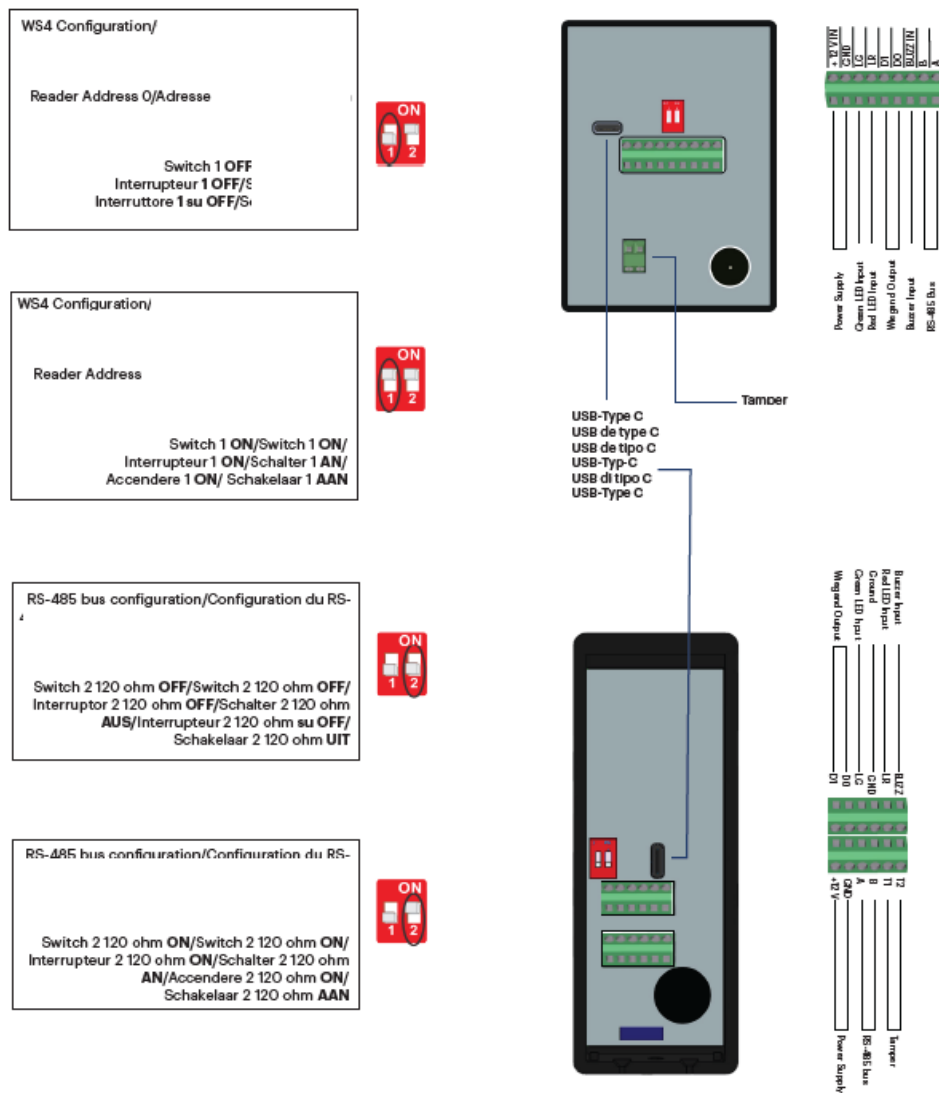 WS4 Configuration/
Reader Address 0/Adresse
Switch 1 OFF
Interrupteur 1 OFF/S
Interruttore 1 su OFF/Se
ON
1 2
WS4 Configuration/
Reader Address
Switch 1 ON/Switch 1 ON/
Interrupteur 1 ON/Schalter 1 AN/
Accendere 1 ON/ Schakelaar 1 AAN
ON
1 2
RS-485 bus configuration/Configuration du RS-
Switch 2 120 ohm OFF/Switch 2 120 ohm OFF/
Interruptor 2 120 ohm OFF/Schalter 2 120 ohm
AUS/Interrupteur 2 120 ohm su OFF/
Schakelaar 2 120 ohm UIT
ON
1 2
RS-485 bus configuration/Configuration du RS-
Switch 2 120 ohm ON/Switch 2 120 ohm ON/
Interrupteur 2 120 ohm ON/Schalter 2 120 ohm
AN/Accendere 2 120 ohm ON/
Schakelaar 2 120 ohm AAN
ON
1 2
Tamper
USB-Type C
USB de type C
USB de tipo C
USB-Typ-C
USB di tipo C
USB-Type C
+ 12 V IN
GND
LG
LR
D1
D0
BUZZ IN
B
A
Power Supply
Green LED Input
Red LED Input
Wiegand Output
Buzzer Input
RS-485 Bus
Wiegand Output
Green LED Input
Ground
Red LED Input
Buzzer Input
D1
D0
LG
GND
LR
BUZZ
+12 V
GND
A
B
T1
T2
Power Supply
RS-485 bus
Tamper